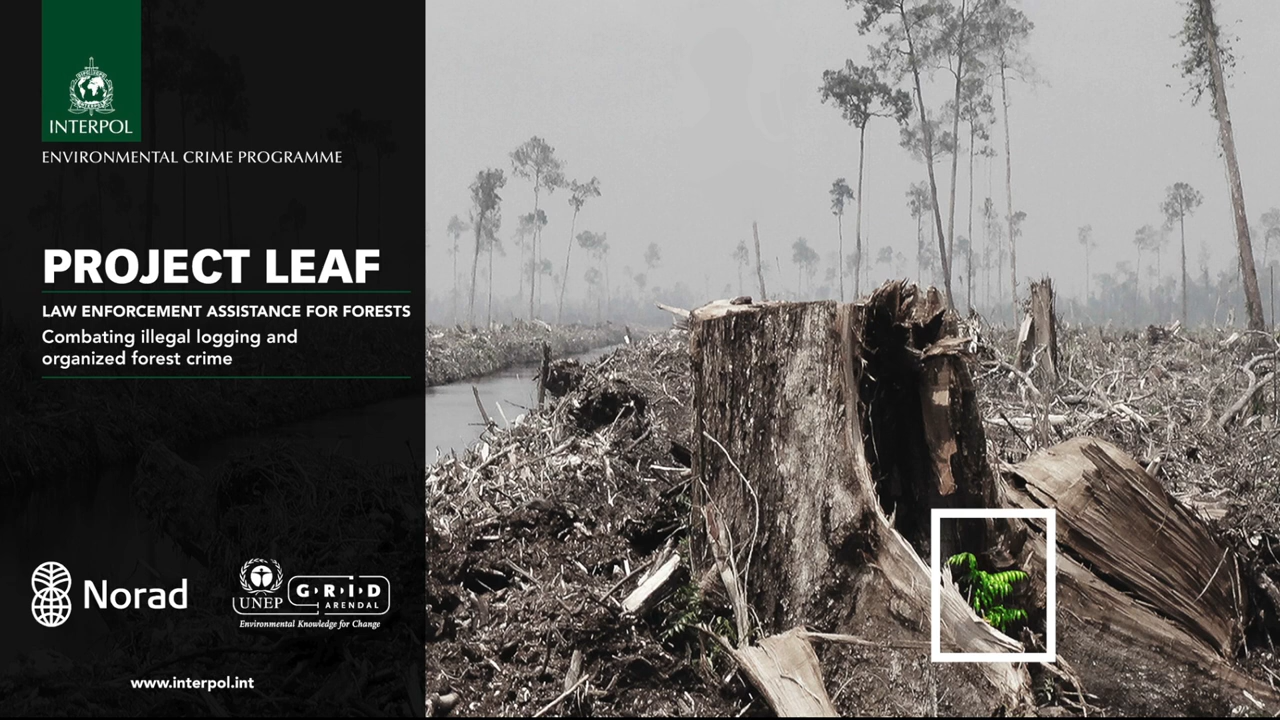 INTERPOL
ENVIRONMENTAL CRIME PROGRAMME
PROJECT LEAF
LAW ENFORCEMENT ASSISTANCE FOR FORESTS
Combating illegal logging and
organized forest crime
Norad
UNEP
G·R·I·D
ARENDAL
Environmental Knowledge for Change
www.interpol.int